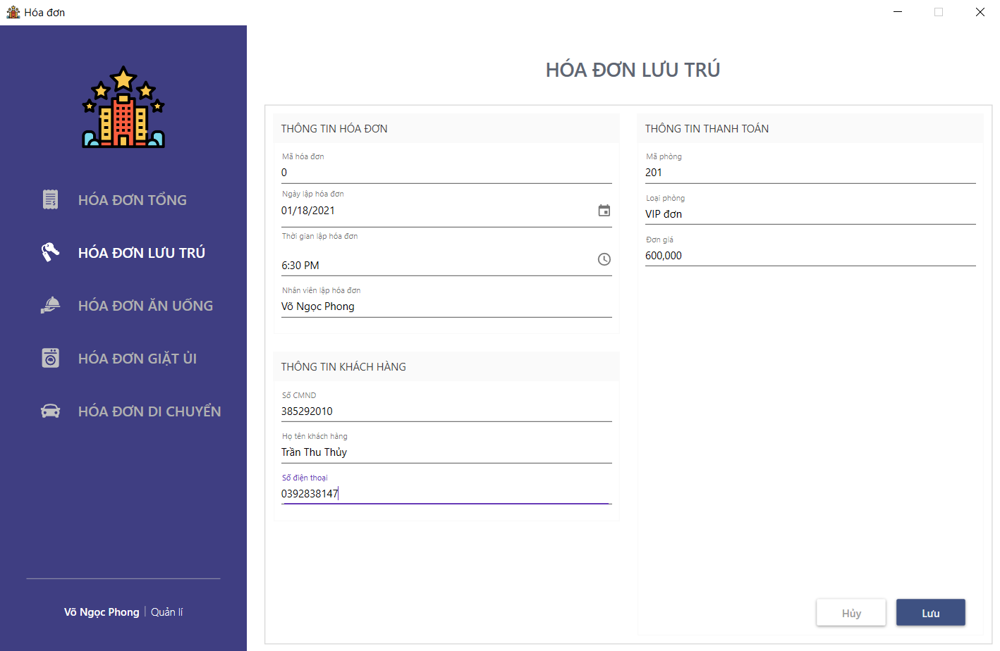 Hóa đơn
HÓA ĐƠN TỔNG
HÓA ĐƠN LƯU TRÚ
HÓA ĐƠN ĂN UỐNG
HÓA ĐƠN GIẶT ỦI
HÓA ĐƠN DI CHUYỂN
Võ Ngọc Phong | Quản lí
HÓA ĐƠN LƯU TRÚ
THÔNG TIN HÓA ĐƠN
Mã hóa đơn
0
Ngày lập hóa đơn
01/18/2021
Thời gian lập hóa đơn
6:30 PM
Nhân viên lập hóa đơn
Võ Ngọc Phong
THÔNG TIN KHÁCH HÀNG
Số CMND
385292010
Họ tên khách hàng
Trần Thu Thủy
Số điện thoại
0392838147
THÔNG TIN THANH TOÁN
Mã phòng
201
Loại phòng
VIP đơn
Đơn giá
600,000
Hủy
Lưu